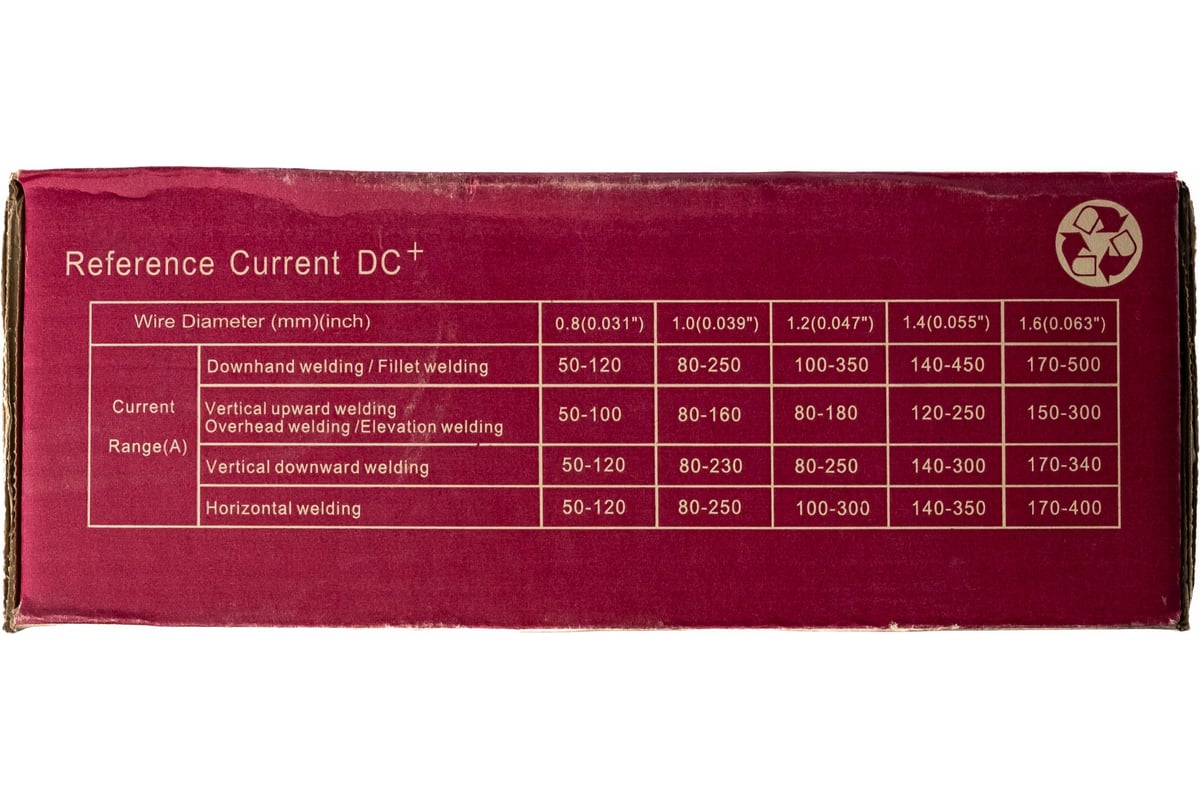 Reference Current DC+
Wire Diameter (mm)(inch) 0.8(0.031") 1.0(0.039") 1.2(0.047") 1.4(0.055") 1.6(0.063")
Current Range(A)
Downhand welding / Fillet welding 50-120 80-250 100-350 140-450 170-500
Vertical upward welding
Overhead welding /Elevation welding 50-100 80-160 80-180 120-250 150-300
Vertical downward welding 50-120 80-230 80-250 140-300 170-340
Horizontal welding 50-120 80-250 100-300 140-350 170-400